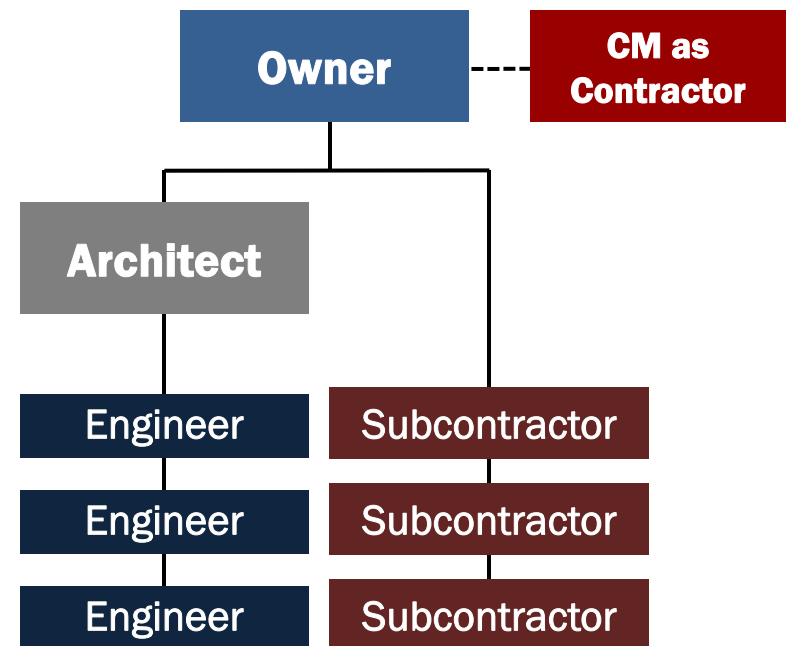 Owner
CM as
Contractor
Architect
Engineer
Subcontractor
Engineer
Subcontractor
Engineer
Subcontractor